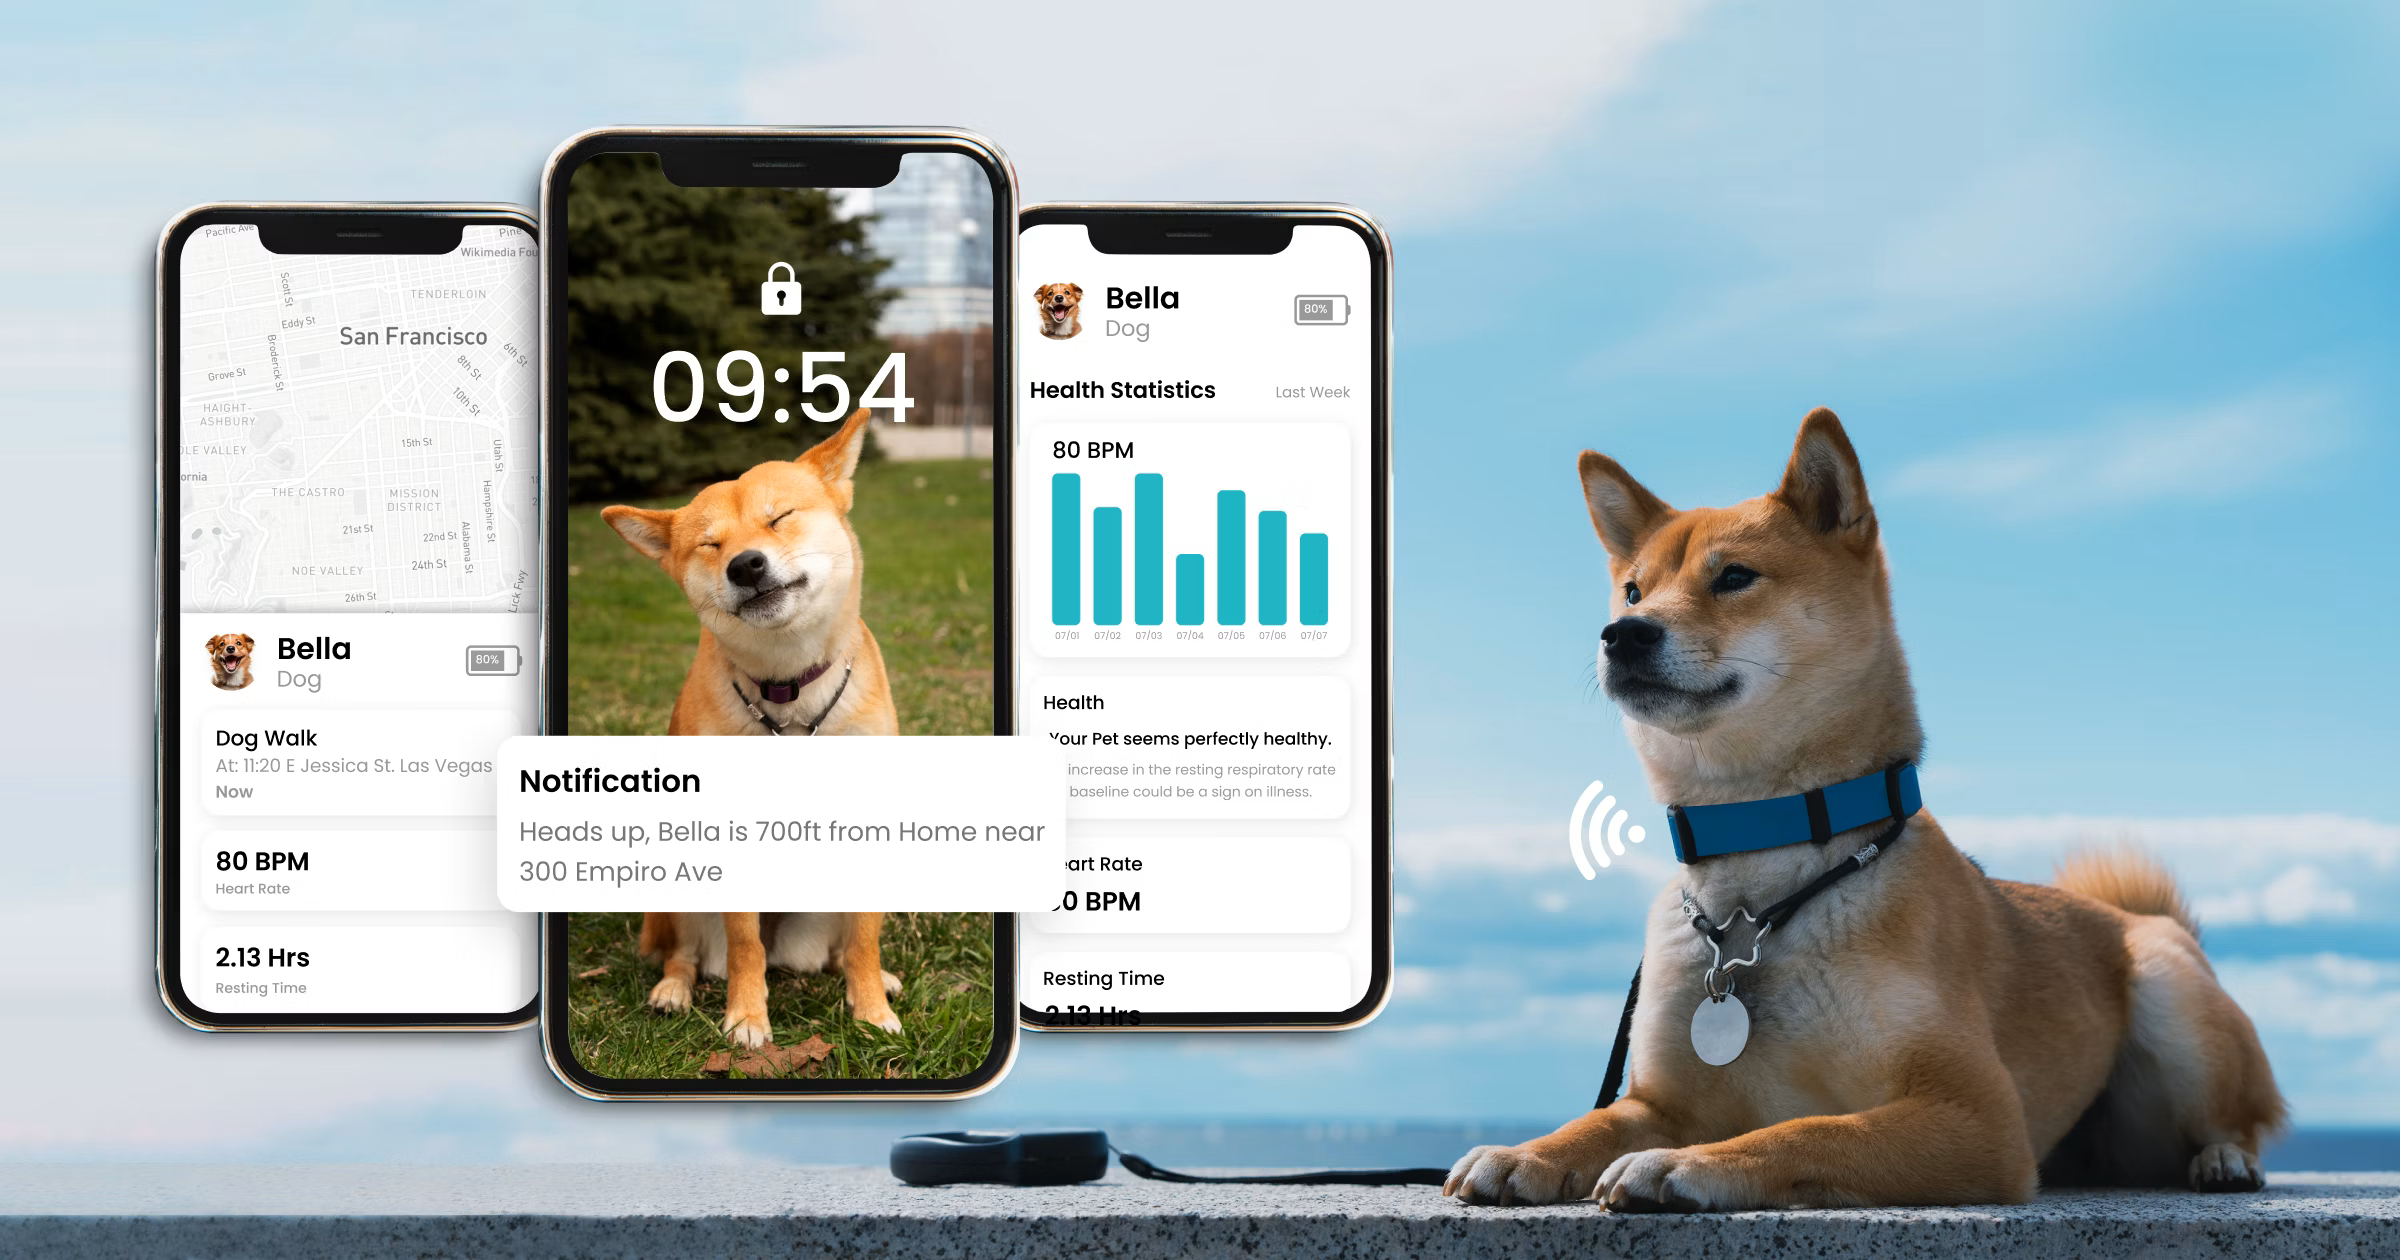 Pacific Ave
Pine
Wikimedia Fou
Scott St
TENDERLOIN
Eddy St
San Francisco
Broderick St
6th St
8th St
Grove St
10th St
HAIGHT-
ASHBURY
15th St
OLE VALLEY
Utah St
ornia
THE CASTRO
MISSION
DISTRICT
Hampshire St
21st St
22nd St
Alabama St
24th St
NOE VALLEY
26th St
Lick Fwy
Bella
Dog
80%
Dog Walk
At: 11:20 E Jessica St. Las Vegas
Now
80 BPM
Heart Rate
2.13 Hrs
Resting Time
09:54
Notification
Heads up, Bella is 700ft from Home near
300 Empiro Ave
Bella
Dog
80%
Health Statistics
Last Week
80 BPM
07/01 07/02 07/03 07/04 07/05 07/06 07/07
Health
Your Pet seems perfectly healthy.
increase in the resting respiratory rate
baseline could be a sign on illness.
eart Rate
0 BPM
Resting Time
2.13 Hrs